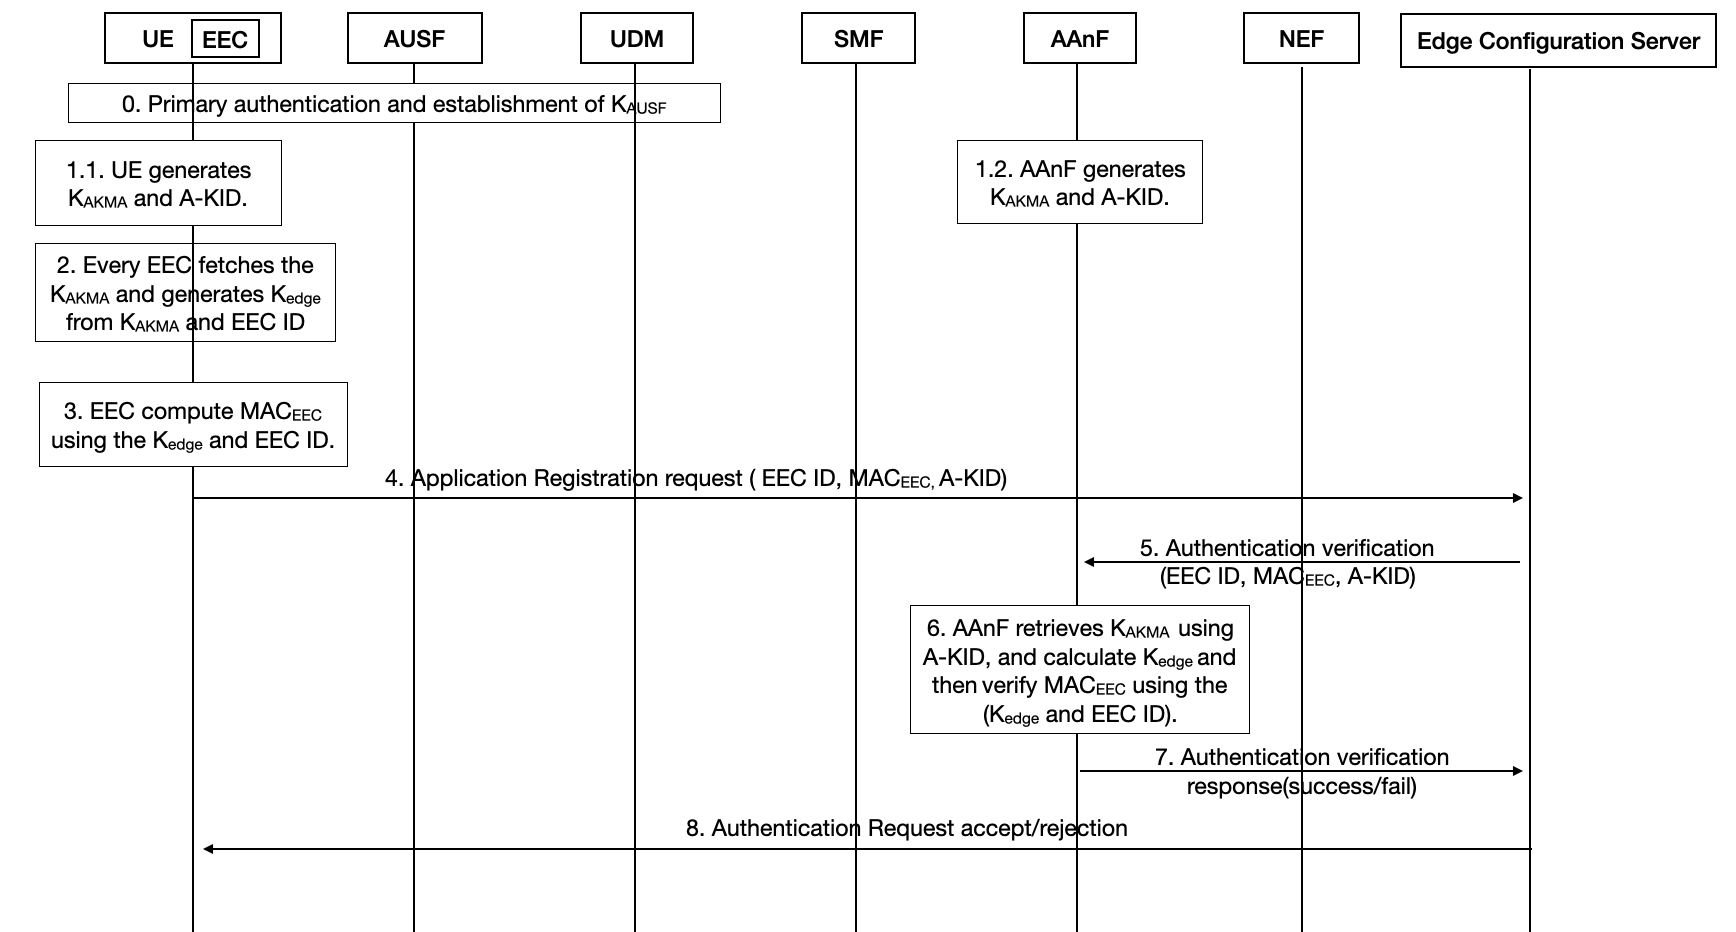 UE EEC AUSF UDM SMF AAnF NEF Edge Configuration Server
0. Primary authentication and establishment of KAUSF
1.1. UE generates
KAKMA and A-KID.
1.2. AAnF generates
KAKMA and A-KID.
2. Every EEC fetches the
KAKMA and generates Kedge
from KAKMA and EEC ID
3. EEC compute MACEEC
using the Kedge and EEC ID.
4. Application Registration request ( EEC ID, MACEEC, A-KID)
5. Authentication verification
(EEC ID, MACEEC, A-KID)
6. AAnF retrieves KAKMA using
A-KID, and calculate Kedge and
then verify MACEEC using the
(Kedge and EEC ID).
7. Authentication verification
response(success/fail)
8. Authentication Request accept/rejection